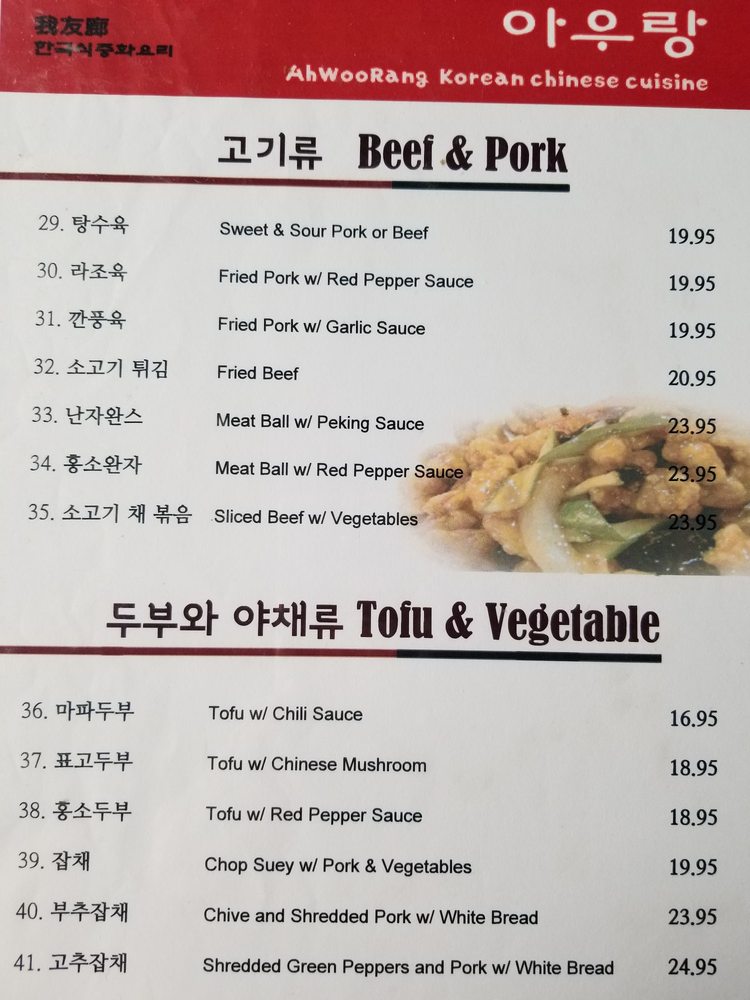 我友廊
한국식중화요리
아우랑
AhWooRang Korean chinese cuisine
고기류 Beef & Pork
29. 탕수육 Sweet & Sour Pork or Beef 19.95
30. 라조육 Fried Pork w/ Red Pepper Sauce 19.95
31. 깐풍육 Fried Pork w/ Garlic Sauce 19.95
32. 소고기 튀김 Fried Beef 20.95
33. 난자완스 Meat Ball w/ Peking Sauce 23.95
34. 홍소완자 Meat Ball w/ Red Pepper Sauce 23.95
35. 소고기 채 볶음 Sliced Beef w/ Vegetables 23.95
두부와 야채류 Tofu & Vegetable
36. 마파두부 Tofu w/ Chili Sauce 16.95
37. 표고두부 Tofu w/ Chinese Mushroom 18.95
38. 홍소두부 Tofu w/ Red Pepper Sauce 18.95
39. 잡채 Chop Suey w/ Pork & Vegetables 19.95
40. 부추잡채 Chive and Shredded Pork w/ White Bread 23.95
41. 고추잡채 Shredded Green Peppers and Pork w/ White Bread 24.95